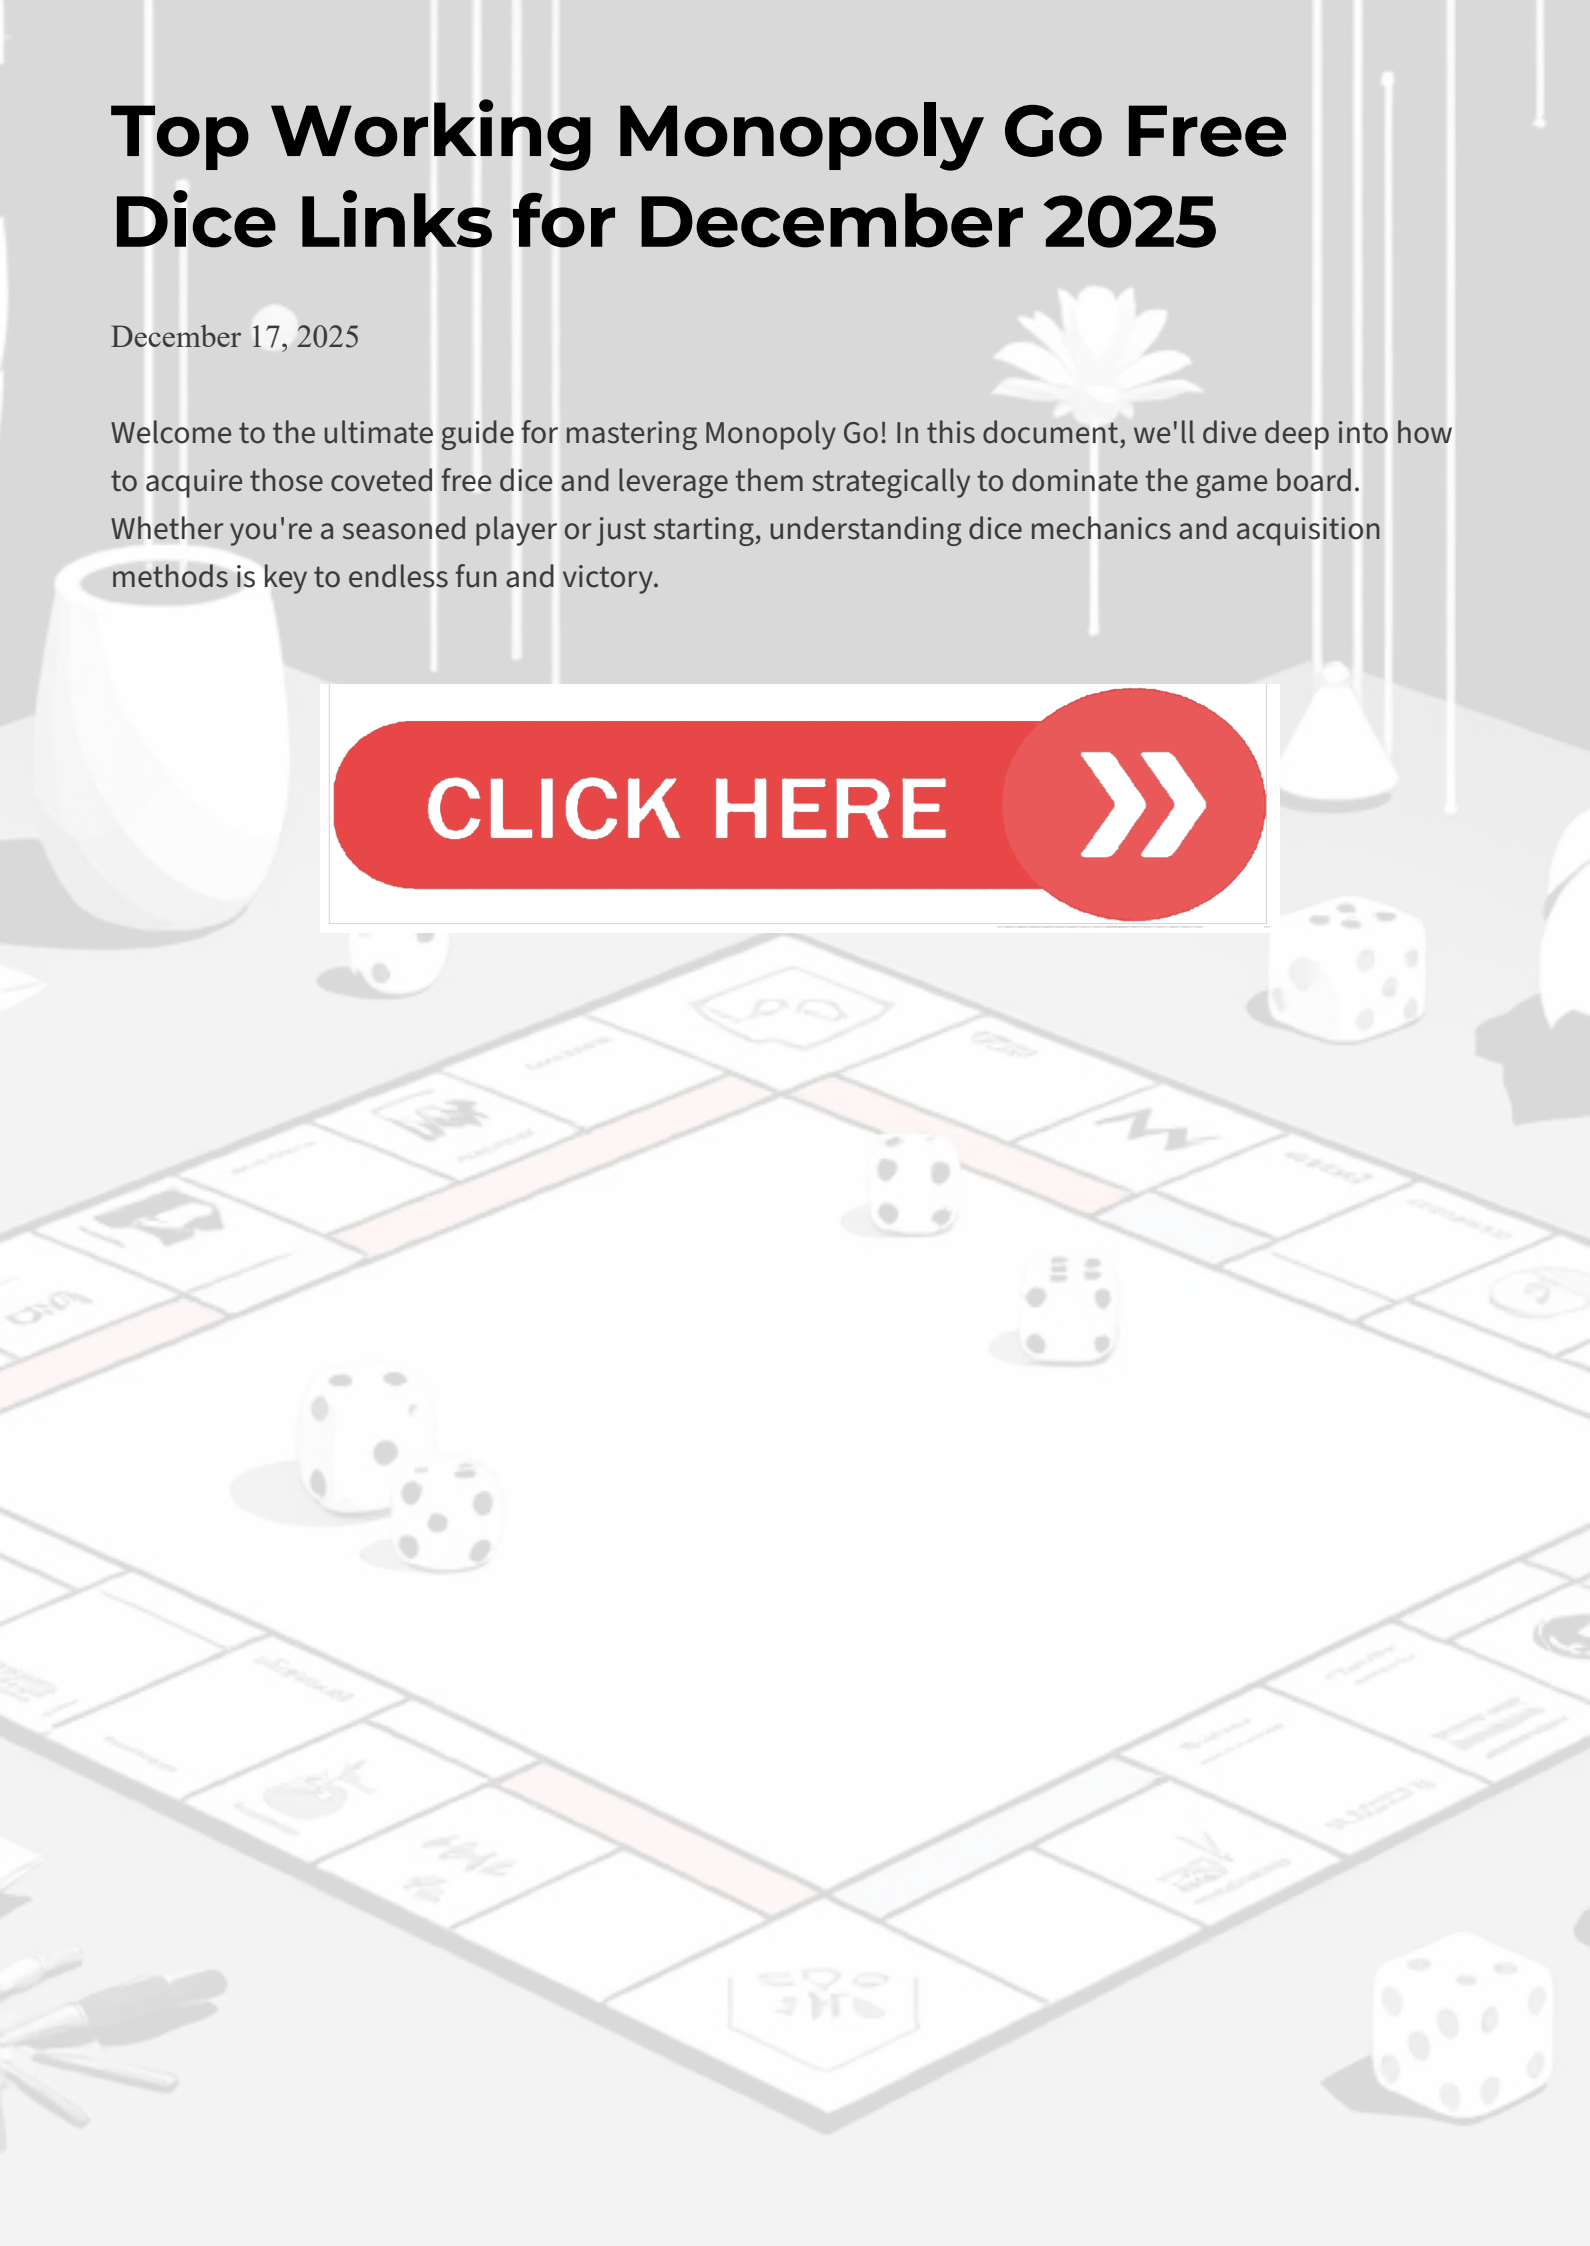 Top Working Monopoly Go Free
Dice Links for December 2025
December 17, 2025
Welcome to the ultimate guide for mastering Monopoly Go! In this document, we'll dive deep into how
to acquire those coveted free dice and leverage them strategically to dominate the game board.
Whether you're a seasoned player or just starting, understanding dice mechanics and acquisition
methods is key to endless fun and victory.
CLICK HERE